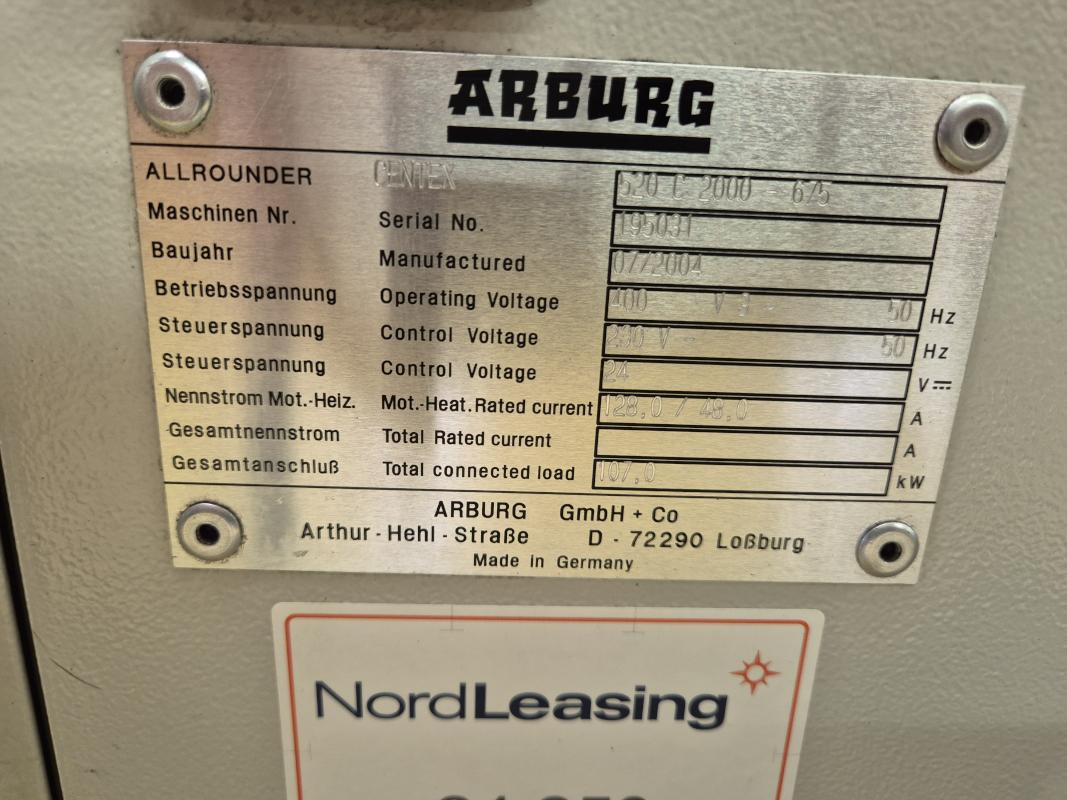 ARBURG
ALLROUNDER CENTEX 520 C 2000 - 675
Maschinen Nr. Serial No. 195031
Baujahr Manufactured 07/2004
Betriebsspannung Operating Voltage 400 V 3 ~ 50 Hz
Steuerspannung Control Voltage 230 V ~ 50 Hz
Steuerspannung Control Voltage 24 V
Nennstrom Mot.-Heiz. Mot.-Heat.Rated current 128,0 / 48,0 A
Gesamtnennstrom Total Rated current A
Gesamtanschluß Total connected load 107,0 kW
ARBURG GmbH + Co
Arthur - Hehl - Straße D - 72290 Loßburg
Made in Germany
NordLeasing